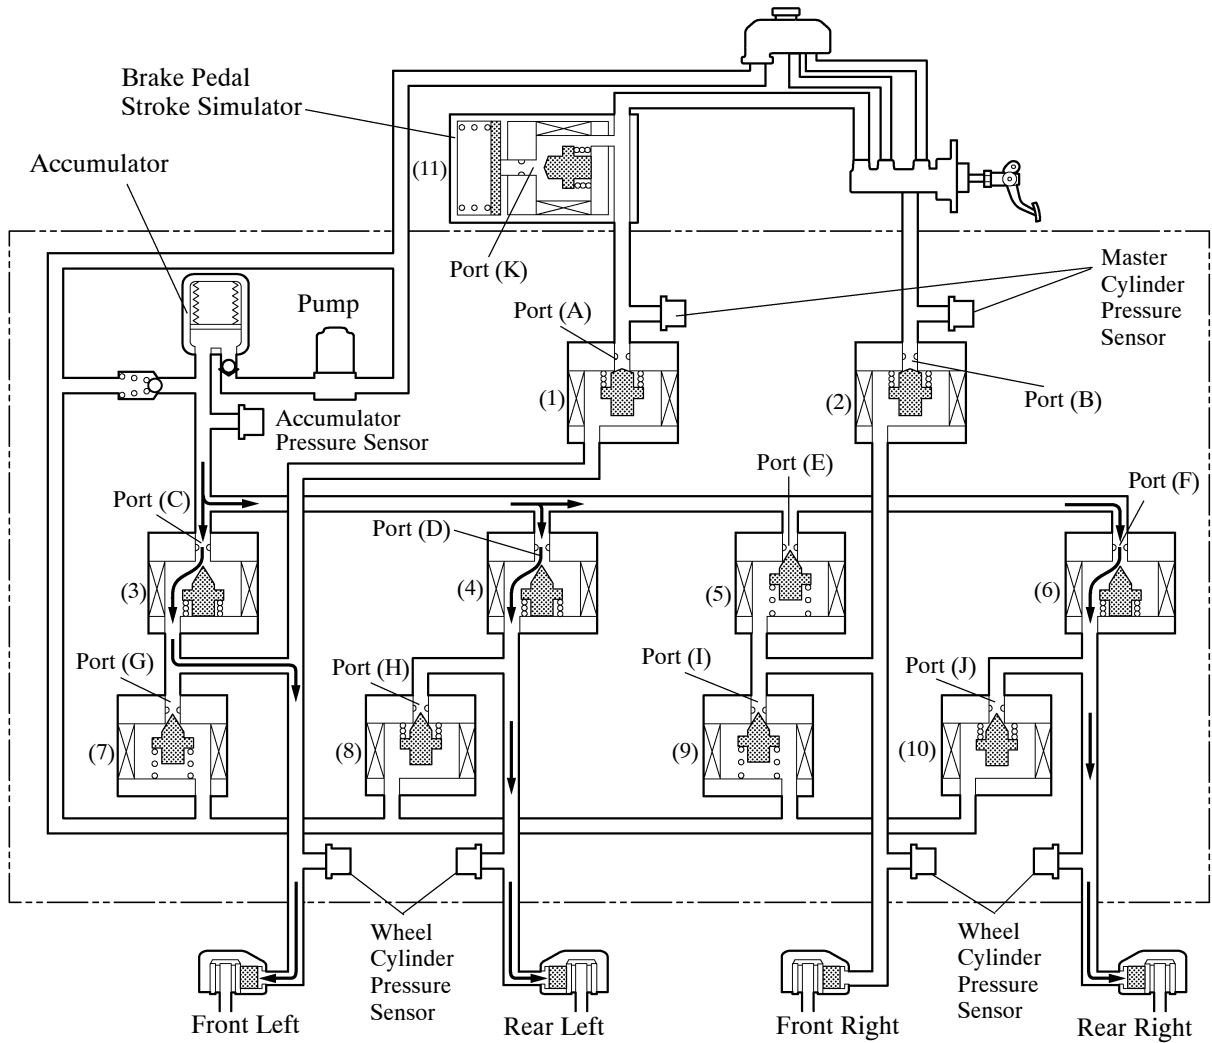 Brake Pedal
Stroke Simulator
Accumulator
(11)
Port (K)
Master
Cylinder
Pressure
Sensor
Pump
Port (A)
(1)
(2)
Port (B)
Accumulator
Pressure Sensor
Port (E)
Port (F)
Port (C)
Port (D)
(3)
(4)
(5)
(6)
Port (G)
Port (H)
Port (I)
Port (J)
(7)
(8)
(9)
(10)
Wheel
Cylinder
Pressure
Sensor
Wheel
Cylinder
Pressure
Sensor
Front Left
Rear Left
Front Right
Rear Right